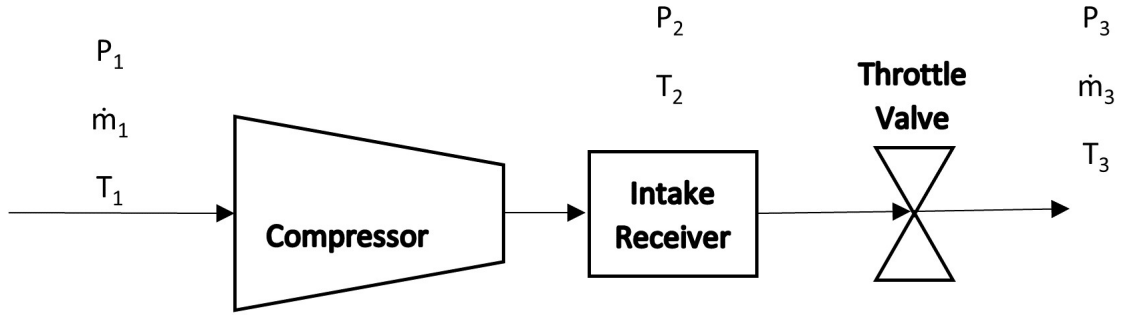 P₁
ṁ₁
T₁
Compressor
P₂
T₂
Intake
Receiver
Throttle
Valve
P₃
ṁ₃
T₃